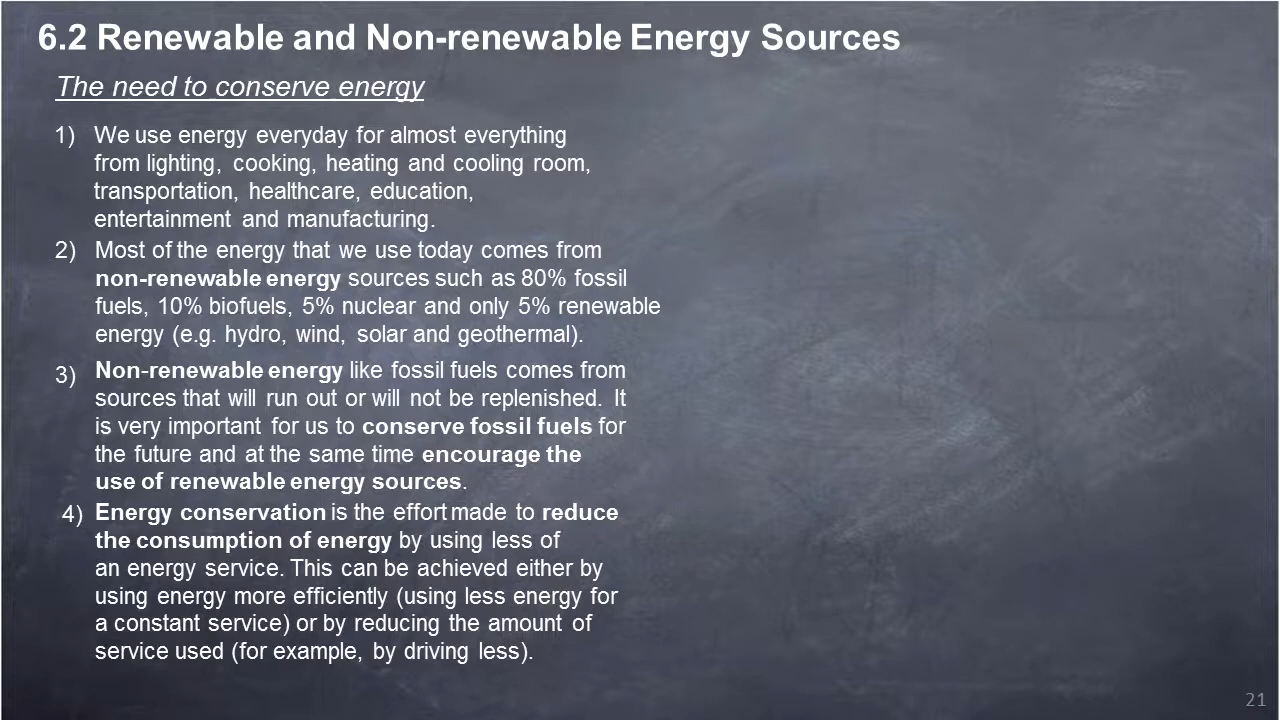 6.2 Renewable and Non-renewable Energy Sources
The need to conserve energy
1) We use energy everyday for almost everything
from lighting, cooking, heating and cooling room,
transportation, healthcare, education,
entertainment and manufacturing.
2) Most of the energy that we use today comes from
non-renewable energy sources such as 80% fossil
fuels, 10% biofuels, 5% nuclear and only 5% renewable
energy (e.g. hydro, wind, solar and geothermal).
3) Non-renewable energy like fossil fuels comes from
sources that will run out or will not be replenished. It
is very important for us to conserve fossil fuels for
the future and at the same time encourage the
use of renewable energy sources.
4) Energy conservation is the effort made to reduce
the consumption of energy by using less of
an energy service. This can be achieved either by
using energy more efficiently (using less energy for
a constant service) or by reducing the amount of
service used (for example, by driving less).
21